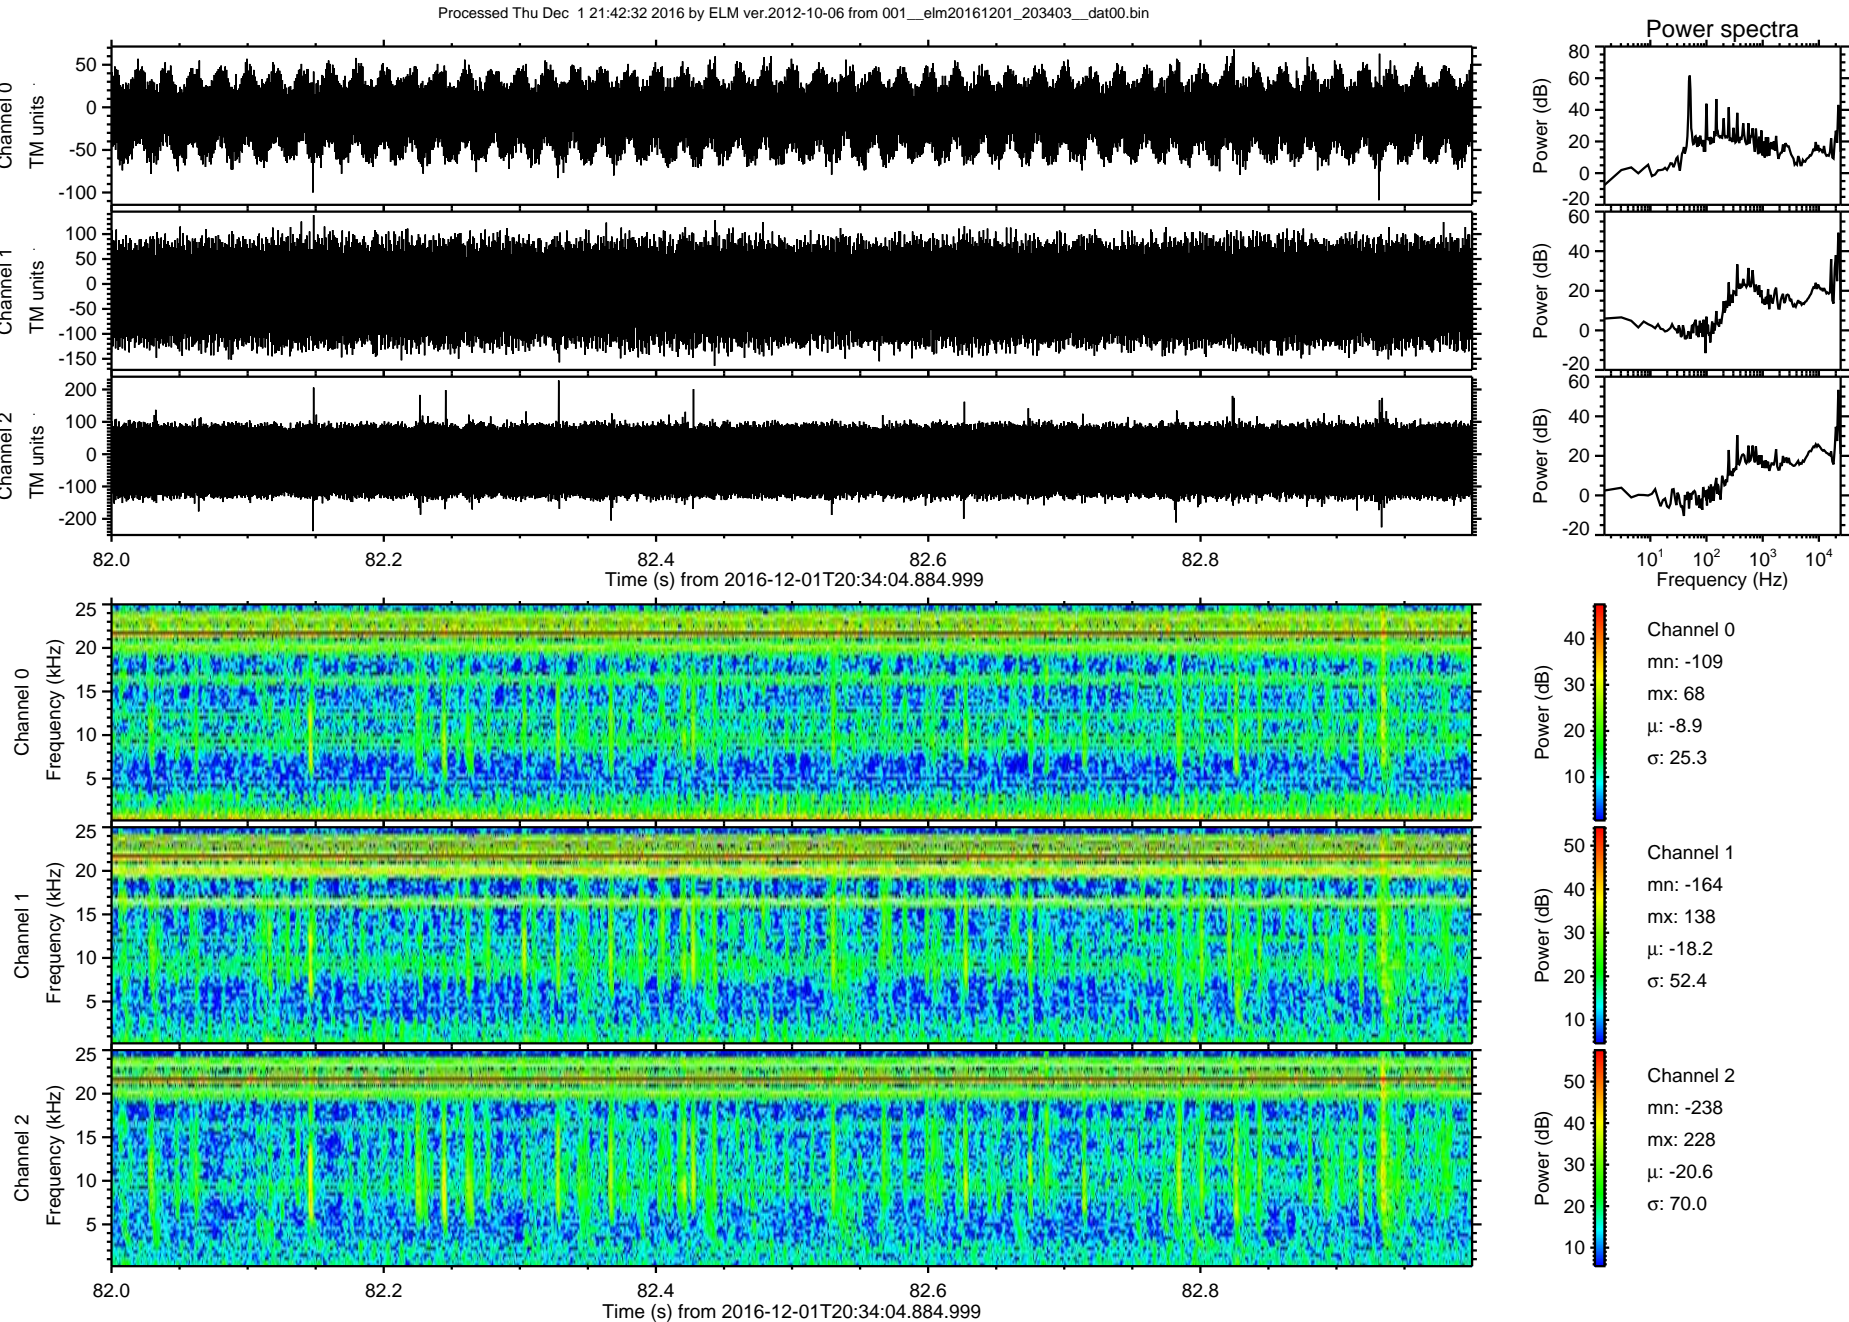 Processed Thu Dec  1 21:42:32 2016 by ELM ver.2012-10-06 from 001__elm20161201_203403__dat00.bin
Power spectra
Channel 0
TM units
50
0
-50
-100
Power (dB)
80
60
40
20
0
-20
Channel 1
TM units
100
50
0
-50
-100
-150
Power (dB)
60
40
20
0
-20
Channel 2
TM units
200
100
0
-100
-200
Power (dB)
60
40
20
0
-20
82.0 82.2 82.4 82.6 82.8
Time (s) from 2016-12-01T20:34:04.884.999
10^1 10^2 10^3 10^4
Frequency (Hz)
Channel 0
Frequency (kHz)
25
20
15
10
5
Power (dB)
40
30
20
10
Channel 0
mn: -109
mx: 68
μ: -8.9
σ: 25.3
Channel 1
Frequency (kHz)
25
20
15
10
5
Power (dB)
50
40
30
20
10
Channel 1
mn: -164
mx: 138
μ: -18.2
σ: 52.4
Channel 2
Frequency (kHz)
25
20
15
10
5
Power (dB)
50
40
30
20
10
Channel 2
mn: -238
mx: 228
μ: -20.6
σ: 70.0
82.0 82.2 82.4 82.6 82.8
Time (s) from 2016-12-01T20:34:04.884.999